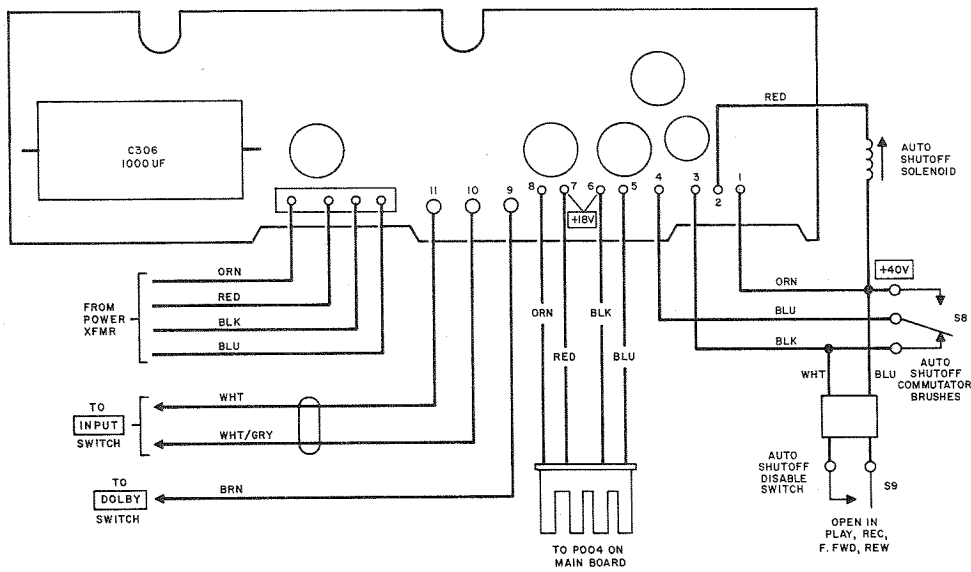 C306
1000UF
RED
AUTO
SHUTOFF
SOLENOID
11
10
9
8
7
6
5
4
3
2
1
+18V
+40V
FROM
POWER
XFMR
ORN
RED
BLK
BLU
ORN
RED
BLK
BLU
ORN
BLU
BLK
S8
WHT
BLU
AUTO
SHUTOFF
COMMUTATOR
BRUSHES
TO
INPUT
SWITCH
WHT
WHT/GRY
TO
DOLBY
SWITCH
BRN
TO P004 ON
MAIN BOARD
AUTO
SHUTOFF
DISABLE
SWITCH
S9
OPEN IN
PLAY, REC,
F. FWD, REW